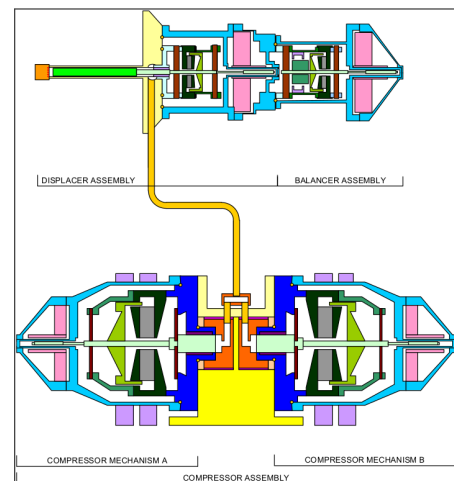 DISPLACER ASSEMBLY
BALANCER ASSEMBLY
COMPRESSOR MECHANISM A
COMPRESSOR MECHANISM B
COMPRESSOR ASSEMBLY